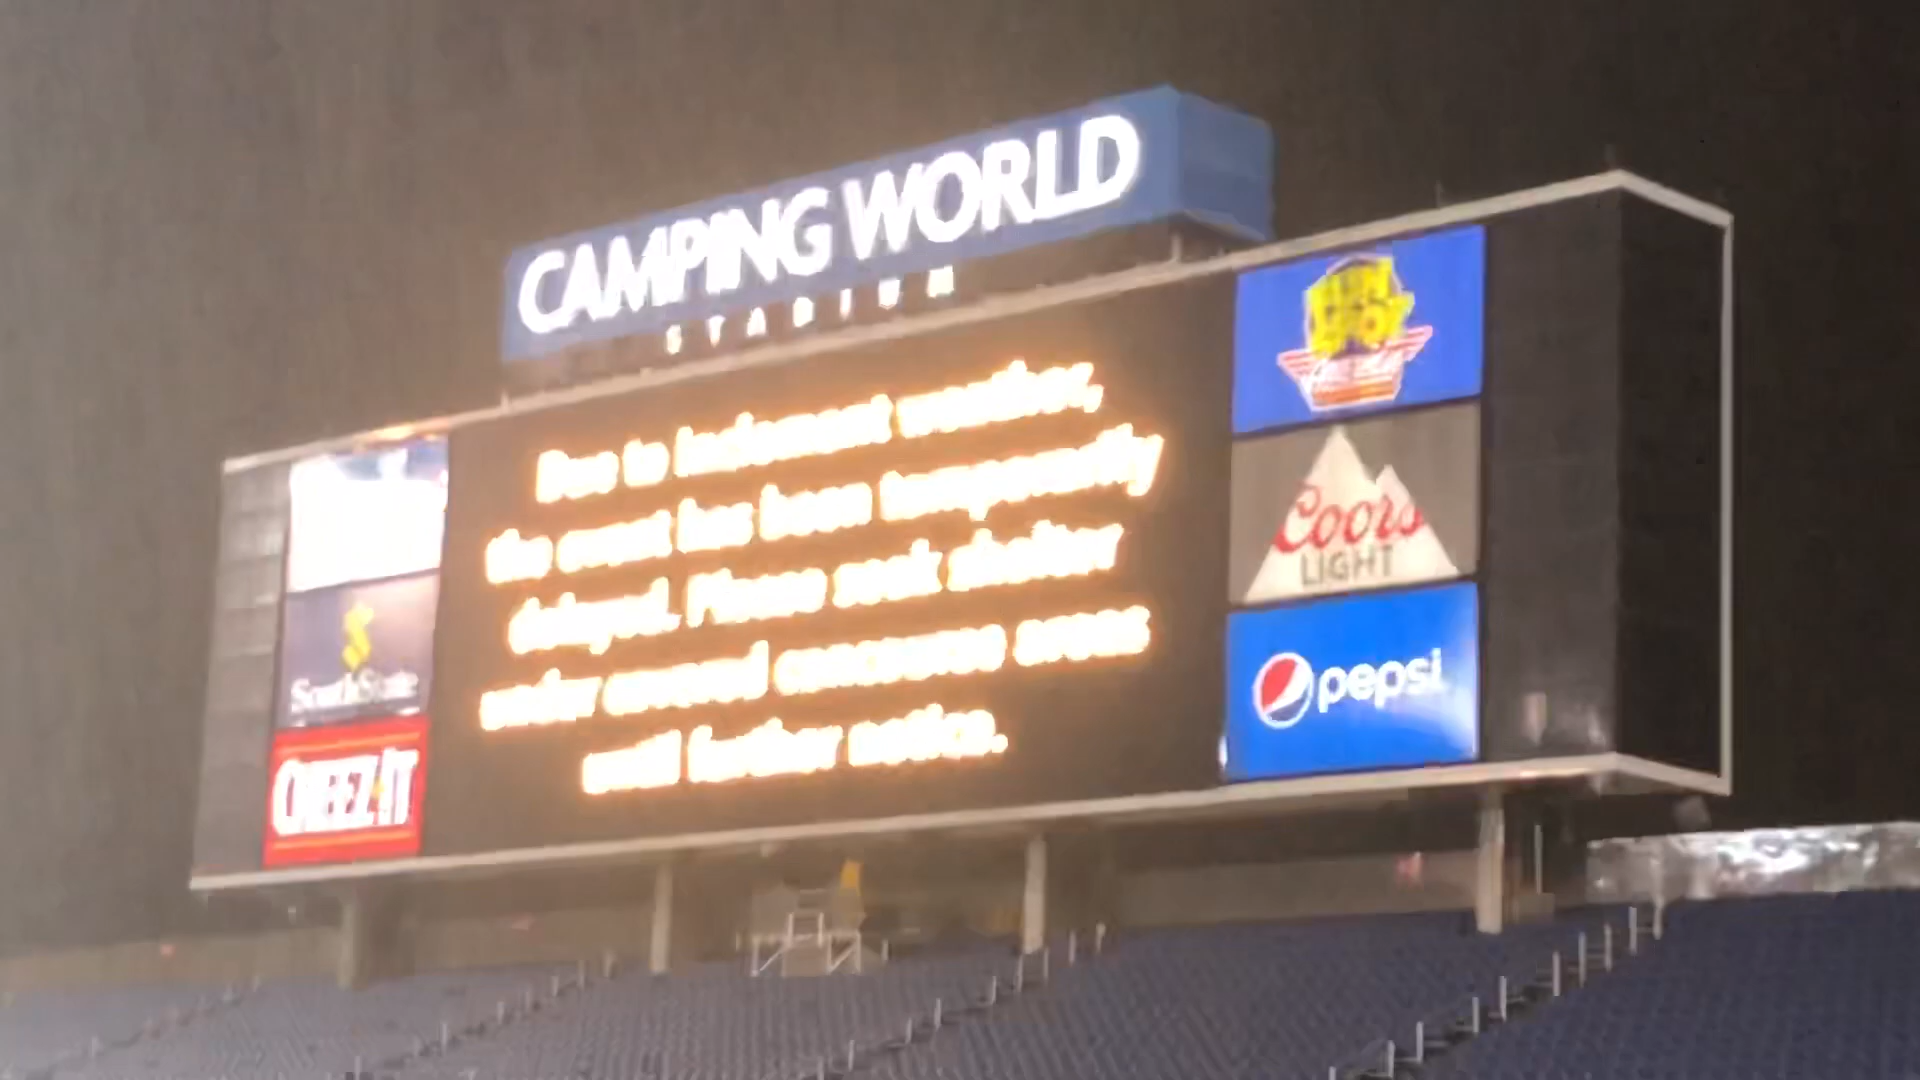 CAMPING WORLD
STADIUM
Due to inclement weather,
the event has been temporarily
delayed. Please seek shelter
under covered concourse areas
until further notice.
SouthState
CHEEZ-IT
Coors
LIGHT
pepsi